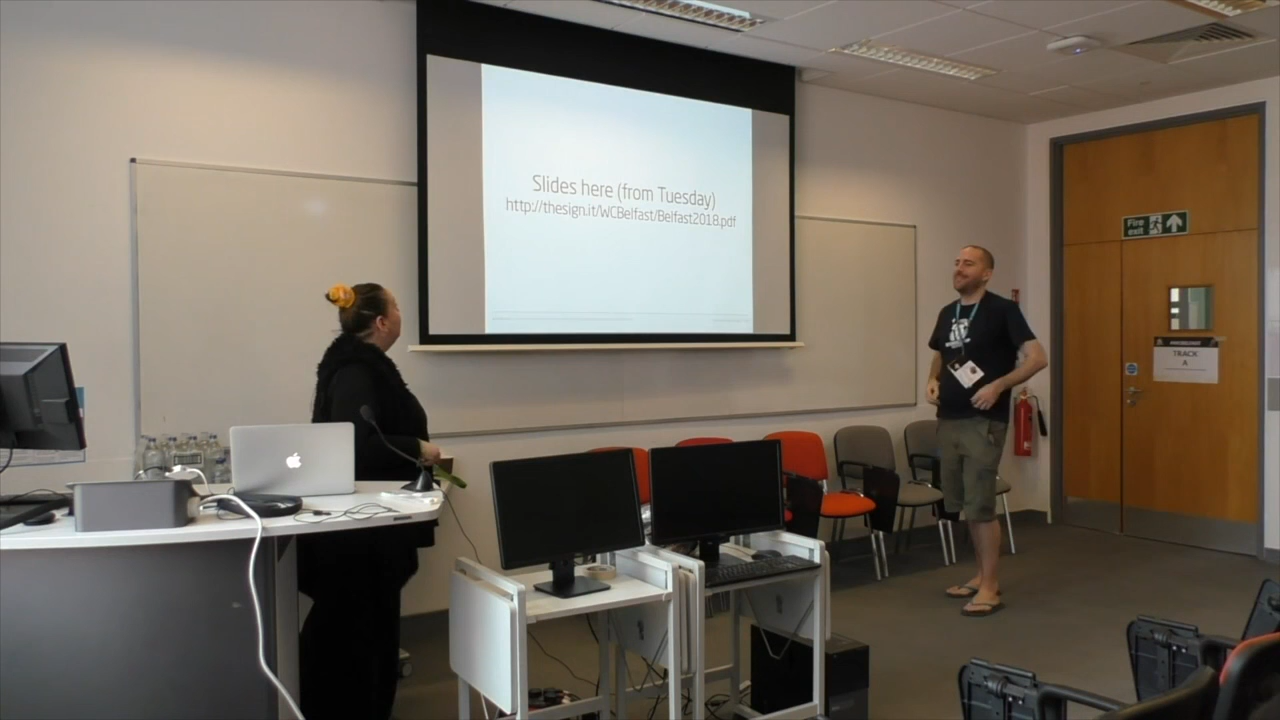 Slides here (from Tuesday)
http://thesign.it/WCBelfast/Belfast2018.pdf
Fire
exit
TRACK
A